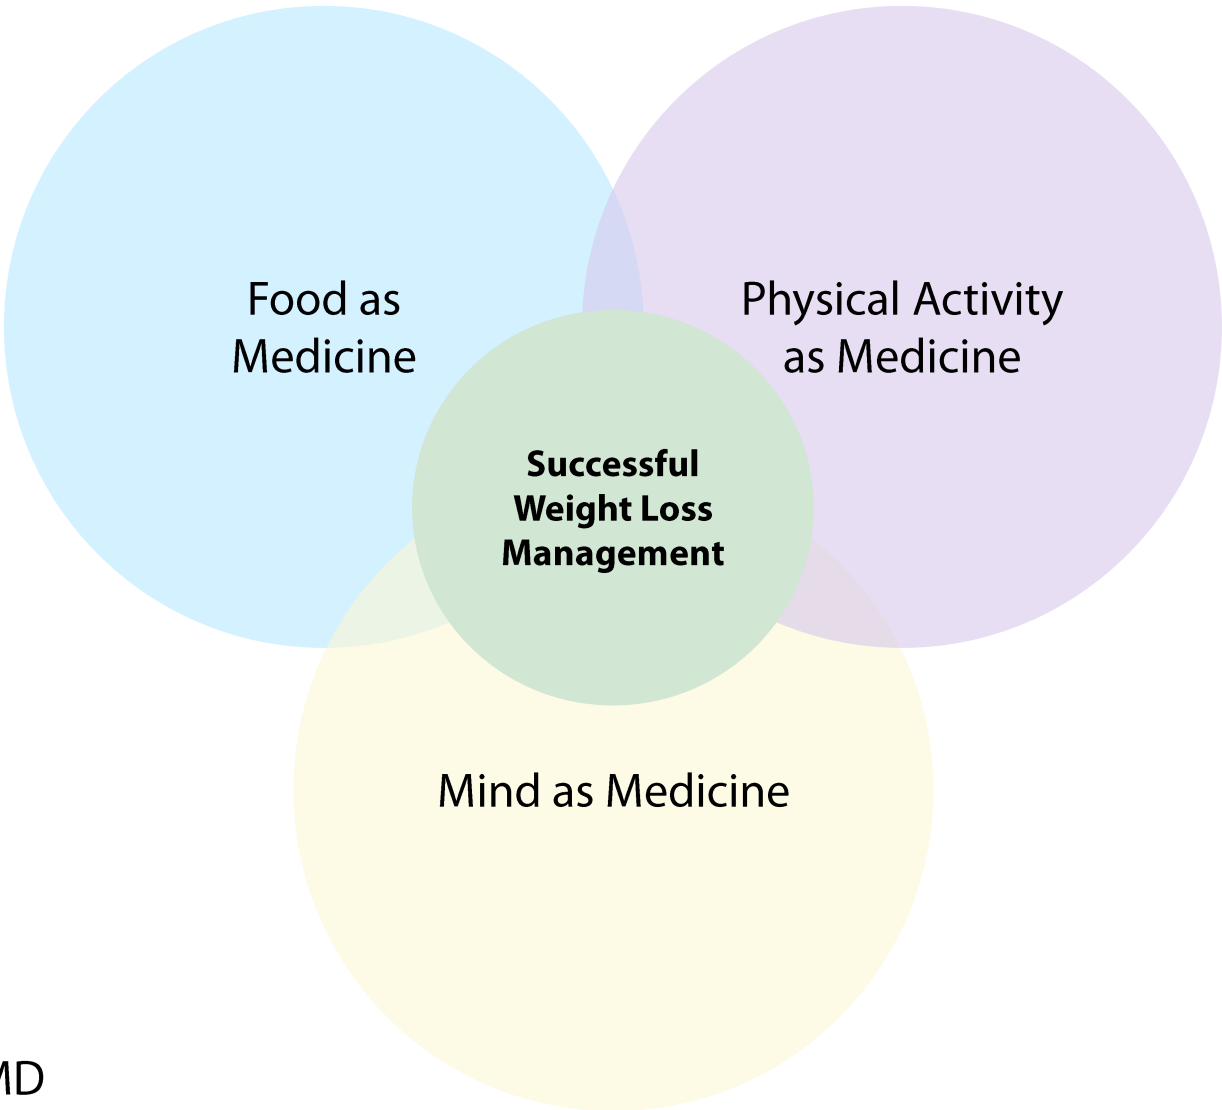 Food as
Medicine
Physical Activity
as Medicine
Successful
Weight Loss
Management
Mind as Medicine
MD